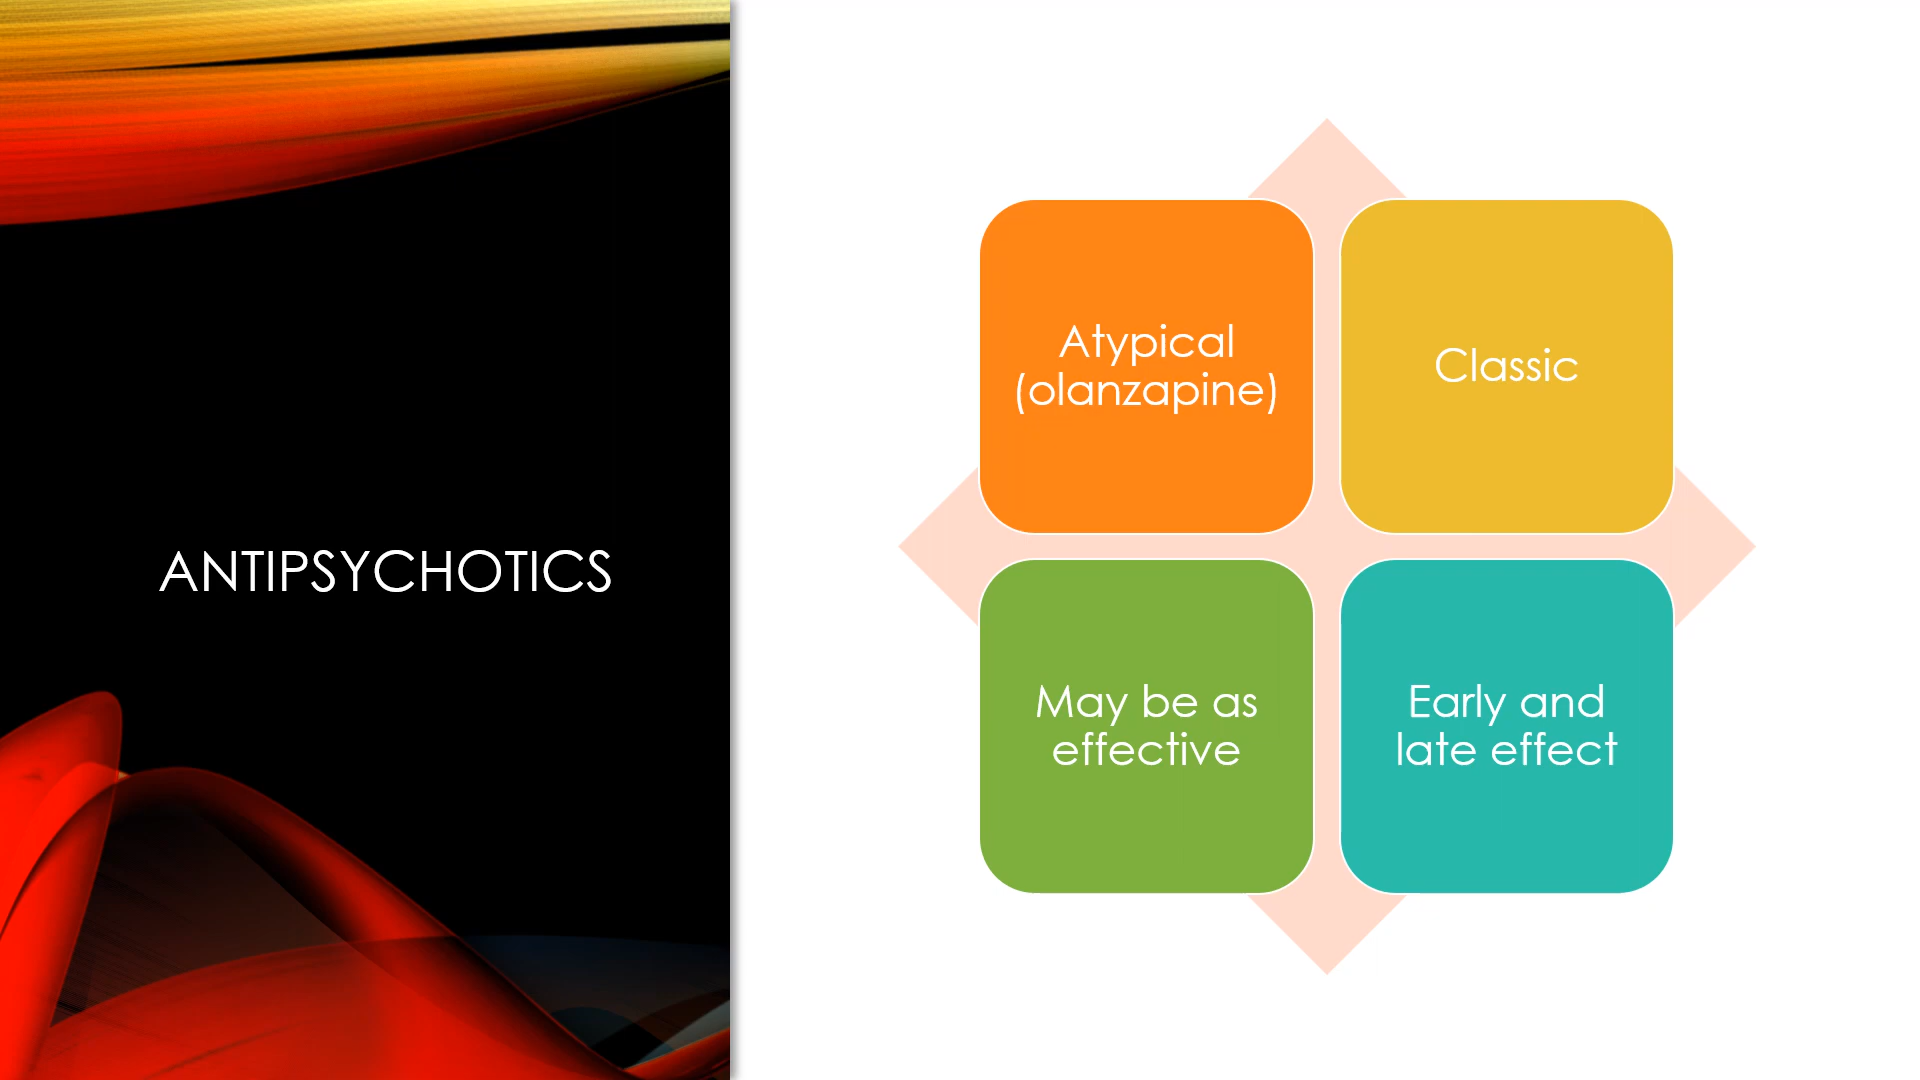 ANTIPSYCHOTICS
Atypical
(olanzapine)
Classic
May be as
effective
Early and
late effect